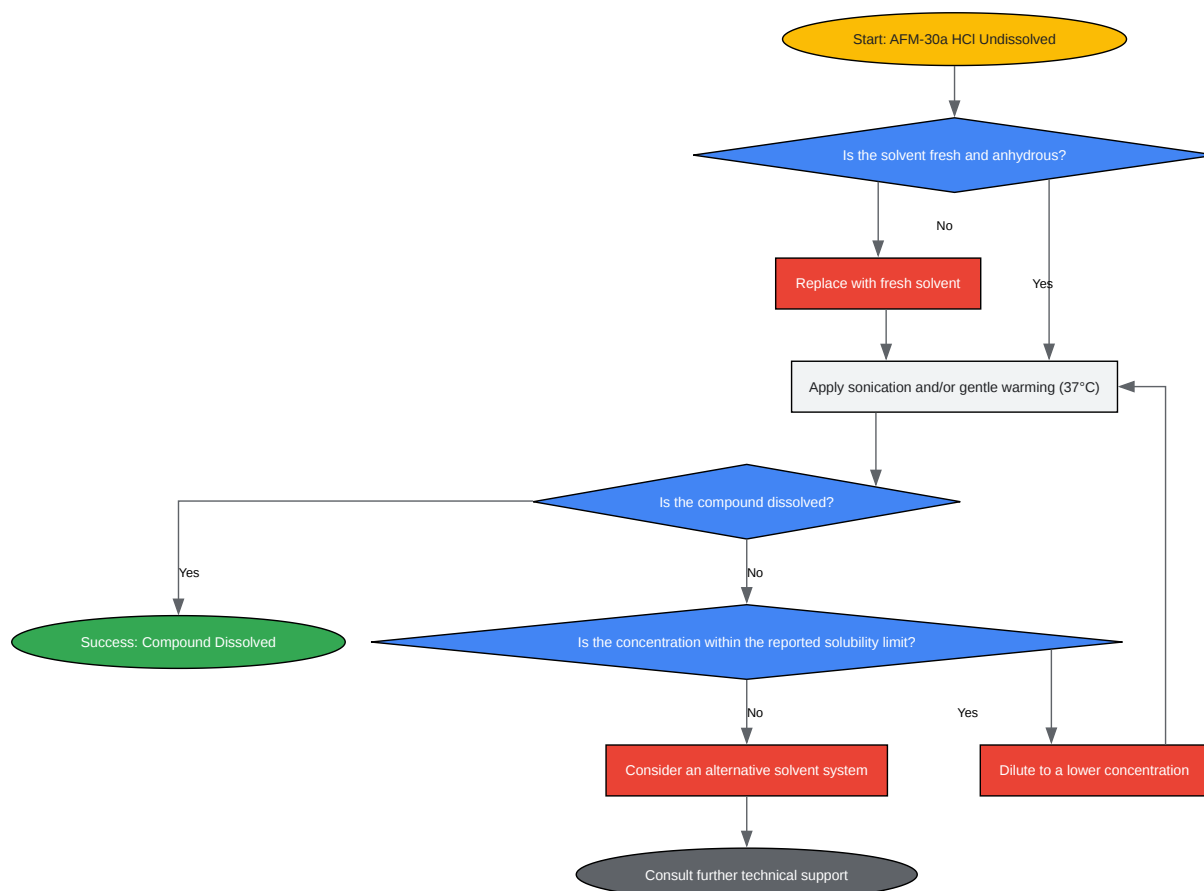 Start: AFM-30a HCl Undissolved
Is the solvent fresh and anhydrous?
No
Replace with fresh solvent
Yes
Apply sonication and/or gentle warming (37°C)
Is the compound dissolved?
Yes
No
Success: Compound Dissolved
Is the concentration within the reported solubility limit?
No
Yes
Consider an alternative solvent system
Dilute to a lower concentration
Consult further technical support